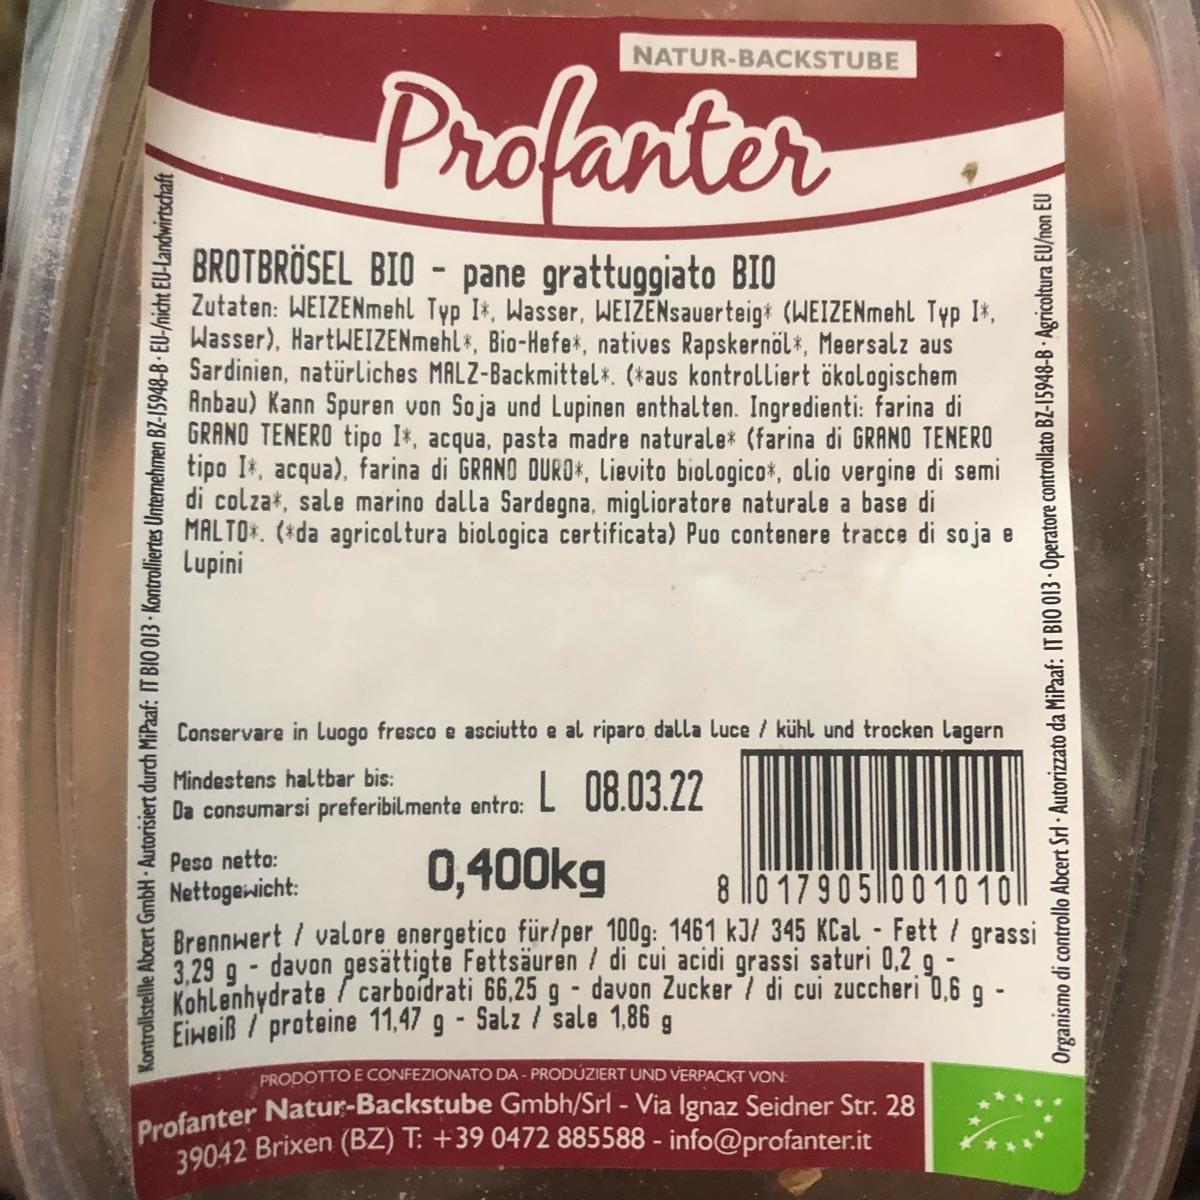 NATUR-BACKSTUBE
Profanter
BROTBRÖSEL BIO - pane grattuggiato BIO
Zutaten: WEIZENmehl Typ I*, Wasser, WEIZENsauerteig* (WEIZENmehl Typ I*,
Wasser), HartWEIZENmehl*, Bio-Hefe*, natives Rapskernöl*, Meersalz aus
Sardinien, natürliches MALZ-Backmittel*. (*aus kontrolliert ökologischem
Anbau) Kann Spuren von Soja und Lupinen enthalten. Ingredienti: farina di
GRANO TENERO tipo I*, acqua, pasta madre naturale* (farina di GRANO TENERO
tipo I*, acqua), farina di GRANO DURO*, Lievito biologico*, olio vergine di semi
di colza*, sale marino dalla Sardegna, miglioratore naturale a base di
MALTO*. (*da agricoltura biologica certificata) Puo contenere tracce di soja e
Lupini
Conservare in luogo fresco e asciutto e al riparo dalla luce / kühl und trocken lagern
Mindestens haltbar bis:
Da consumarsi preferibilmente entro: L 08.03.22
Peso netto:
Nettogewicht: 0,400kg
8 017905 001010
Brennwert / valore energetico für/per 100g: 1461 kJ/ 345 KCal - Fett / grassi
3,29 g - davon gesättigte Fettsäuren / di cui acidi grassi saturi 0,2 g -
Kohlenhydrate / carboidrati 66,25 g - davon Zucker / di cui zuccheri 0,6 g -
Eiweiß / proteine 11,47 g - Salz / sale 1,86 g
PRODOTTO E CONFEZIONATO DA - PRODUZIERT UND VERPACKT VON:
Profanter Natur-Backstube Gmbh/Srl - Via Ignaz Seidner Str. 28
39042 Brixen (BZ) T: +39 0472 885588 - info@profanter.it
Kontrollstellle Abcert GmbH · Autorisiert durch MiPaaf: IT BIO 013 · Kontrolliertes Unternehmen BZ-15948-B · EU-/nicht EU-Landwirtschaft
Organismo di controllo Abcert Srl · Autorizzato da MiPaaf: IT BIO 013 · Operatore controllato BZ-15948-B · Agricoltura EU/non EU